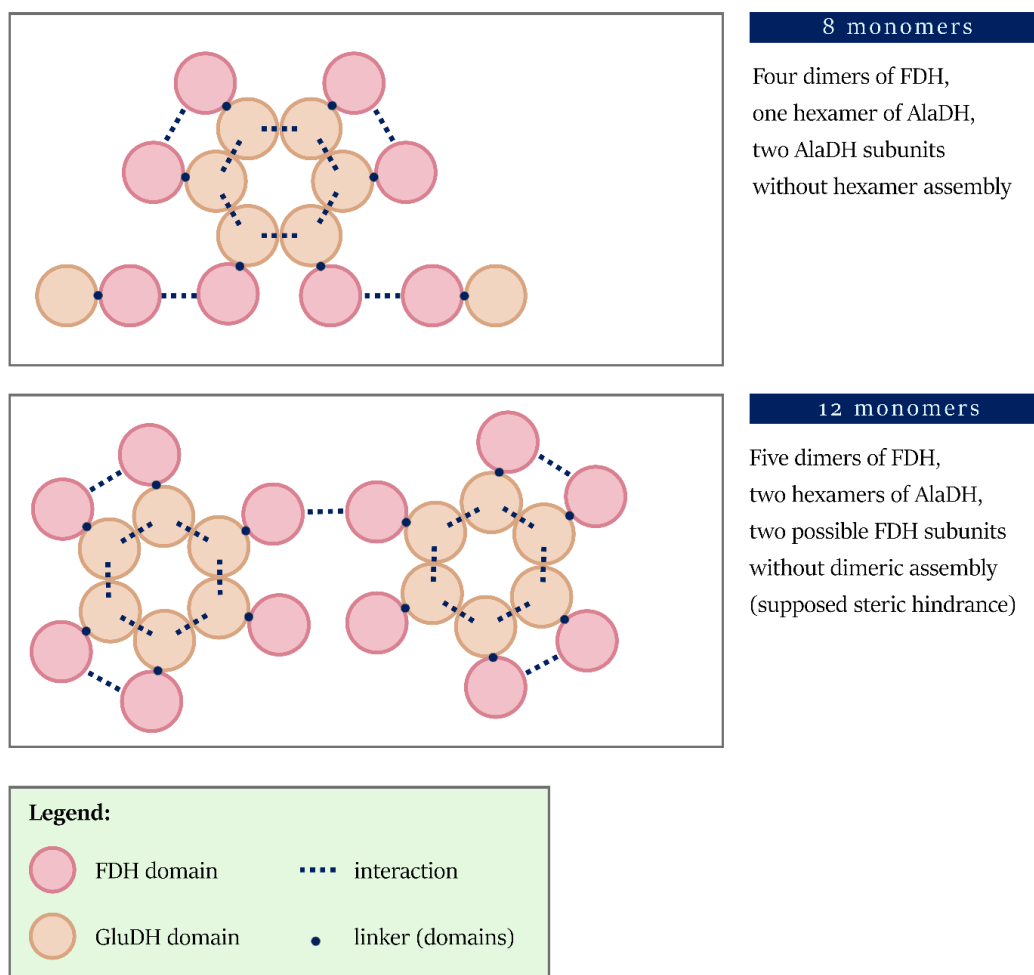 8 monomers
Four dimers of FDH,
one hexamer of AlaDH,
two AlaDH subunits
without hexamer assembly
12 monomers
Five dimers of FDH,
two hexamers of AlaDH,
two possible FDH subunits
without dimeric assembly
(supposed steric hindrance)
Legend:
FDH domain
interaction
GluDH domain
linker (domains)